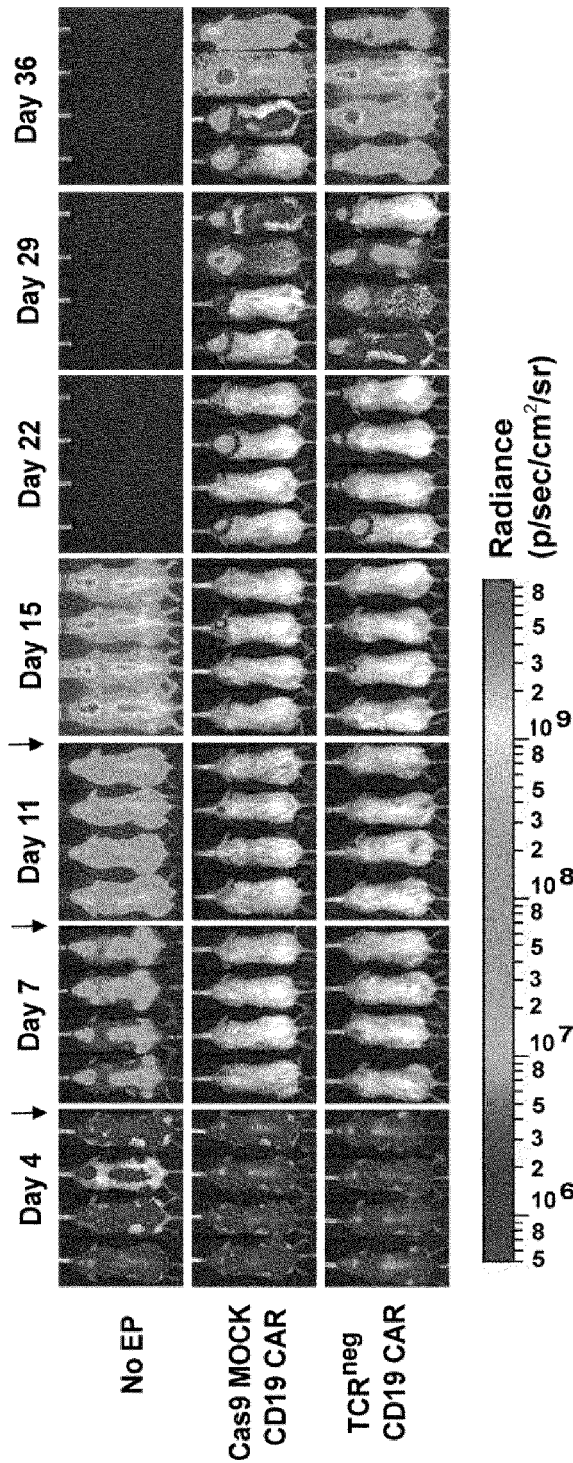 Day 4
Day 7
Day 11
Day 15
Day 22
Day 29
Day 36
No EP
Cas9 MOCK
CD19 CAR
TCRneg
CD19 CAR
5 8 10^6 2 3 5 8 10^7 2 3 5 8 10^8 2 3 5 8 10^9 2 3 5 8
Radiance
(p/sec/cm²/sr)